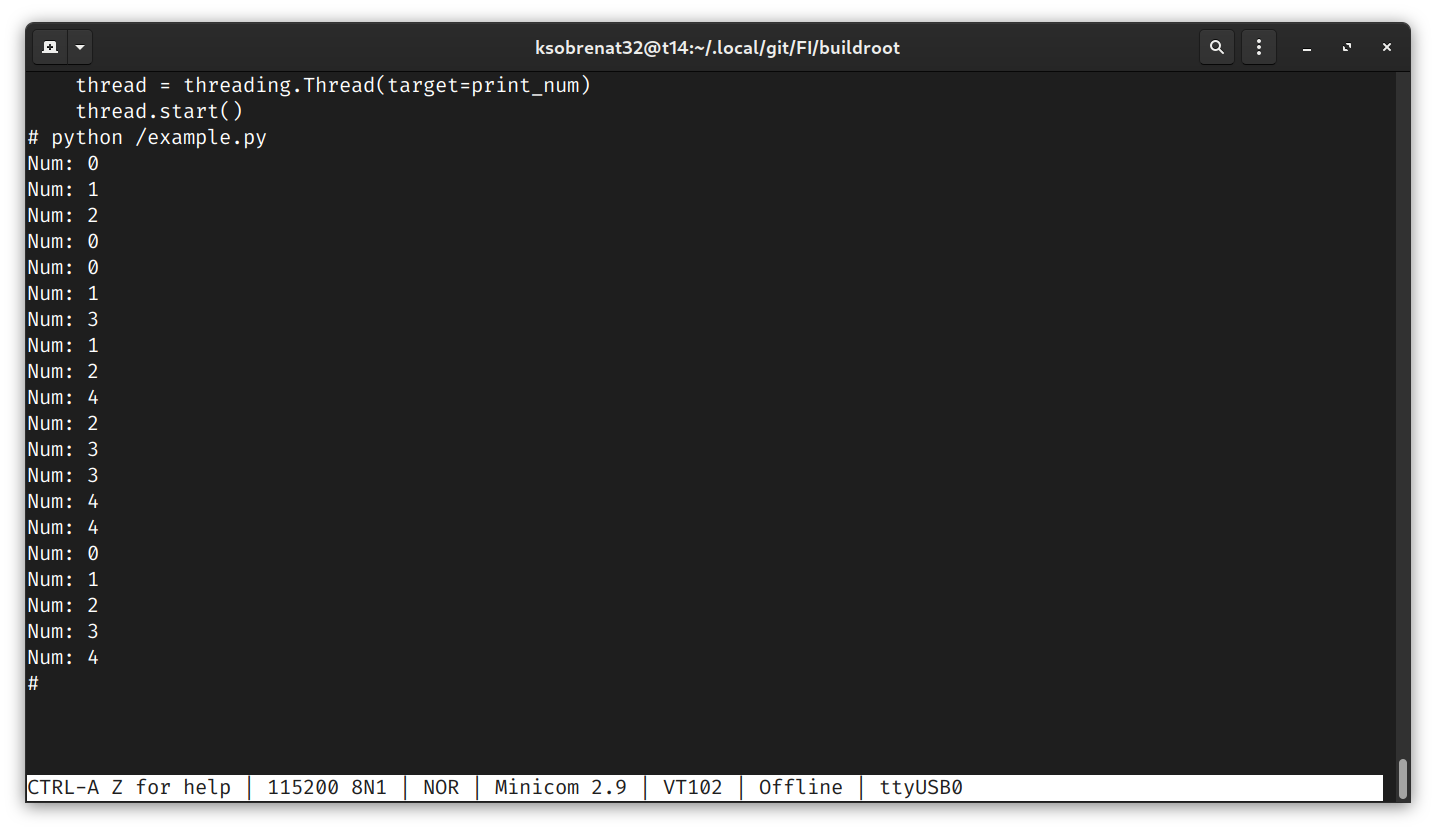 ksobrenat32@t14:~/.local/git/FI/buildroot
    thread = threading.Thread(target=print_num)
    thread.start()
# python /example.py
Num: 0
Num: 1
Num: 2
Num: 0
Num: 0
Num: 1
Num: 3
Num: 1
Num: 2
Num: 4
Num: 2
Num: 3
Num: 3
Num: 4
Num: 4
Num: 0
Num: 1
Num: 2
Num: 3
Num: 4
#
CTRL-A Z for help | 115200 8N1 | NOR | Minicom 2.9 | VT102 | Offline | ttyUSB0